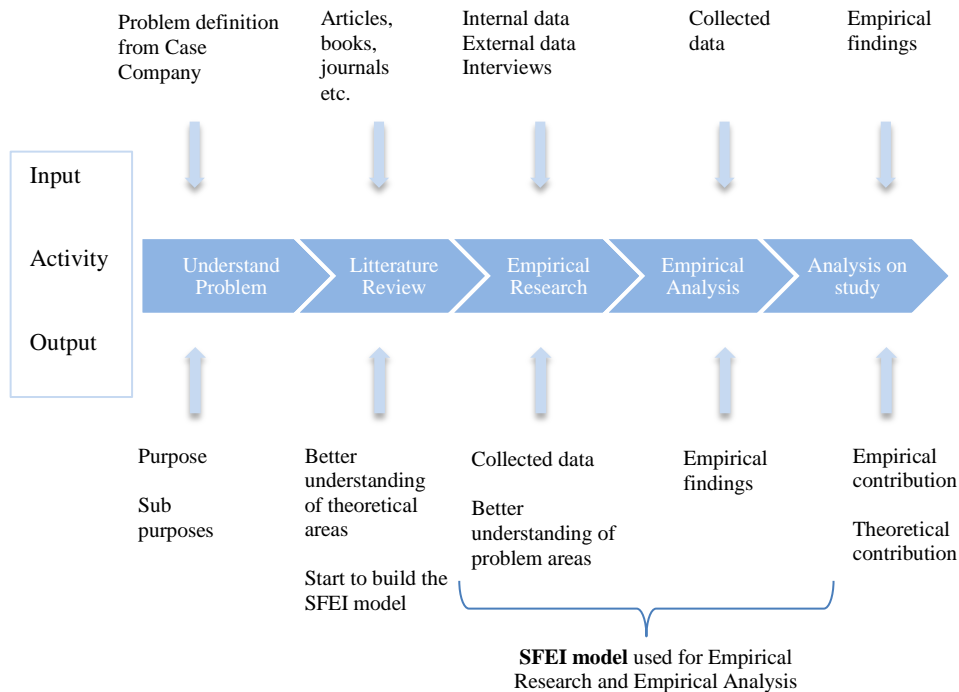 Problem definition
from Case
Company
Articles,
books,
journals
etc.
Internal data
External data
Interviews
Collected
data
Empirical
findings
Input
Activity
Output
Understand
Problem
Litterature
Review
Empirical
Research
Empirical
Analysis
Analysis on
study
Purpose
Sub
purposes
Better
understanding
of theoretical
areas
Start to build the
SFEI model
Collected data
Better
understanding of
problem areas
Empirical
findings
Empirical
contribution
Theoretical
contribution
SFEI model used for Empirical
Research and Empirical Analysis